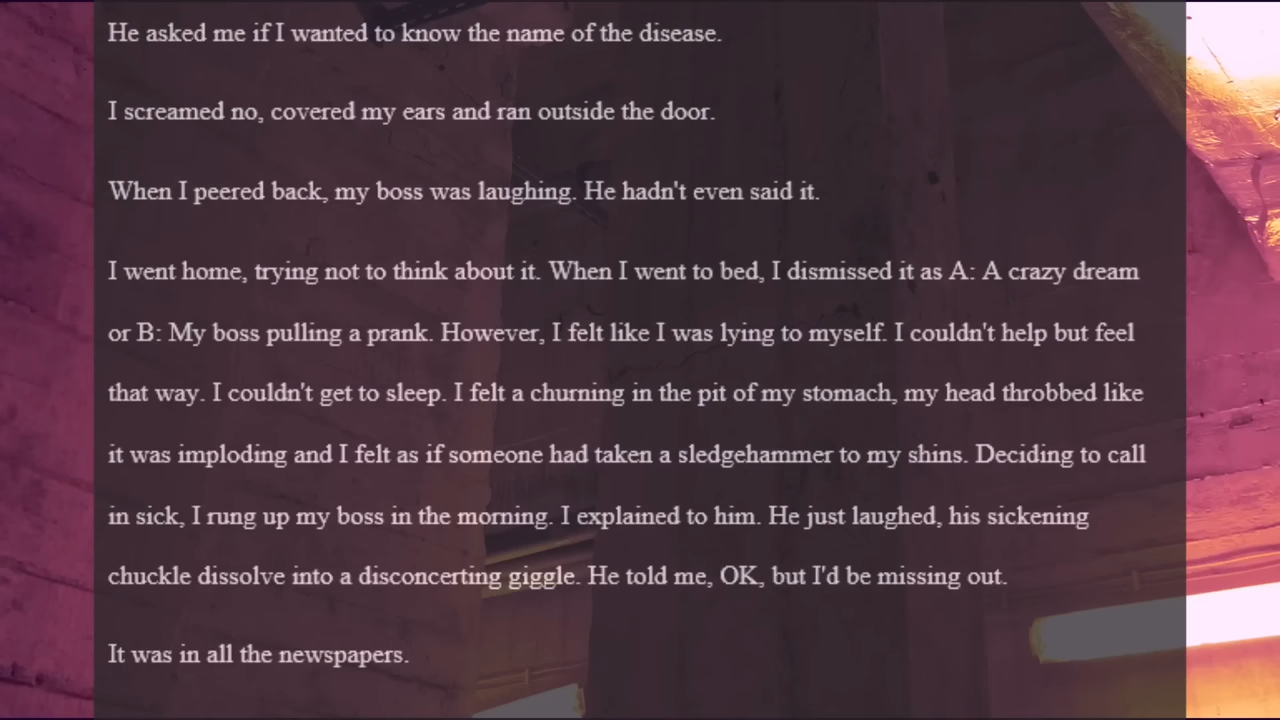 He asked me if I wanted to know the name of the disease.
I screamed no, covered my ears and ran outside the door.
When I peered back, my boss was laughing. He hadn't even said it.
I went home, trying not to think about it. When I went to bed, I dismissed it as A: A crazy dream
or B: My boss pulling a prank. However, I felt like I was lying to myself. I couldn't help but feel
that way. I couldn't get to sleep. I felt a churning in the pit of my stomach, my head throbbed like
it was imploding and I felt as if someone had taken a sledgehammer to my shins. Deciding to call
in sick, I rung up my boss in the morning. I explained to him. He just laughed, his sickening
chuckle dissolve into a disconcerting giggle. He told me, OK, but I'd be missing out.
It was in all the newspapers.